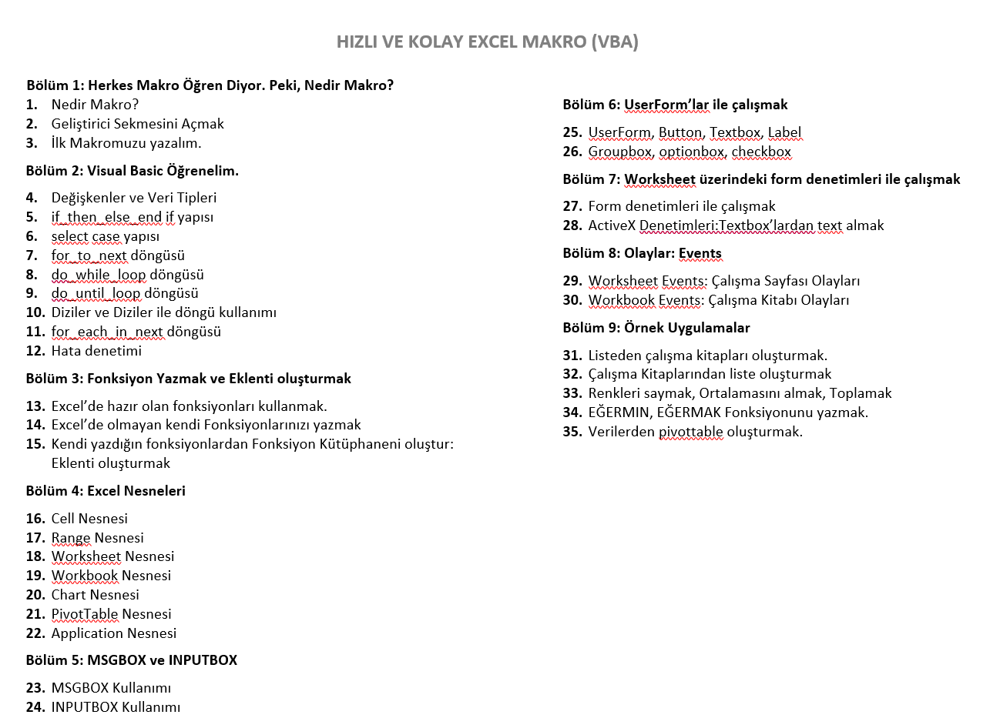 HIZLI VE KOLAY EXCEL MAKRO (VBA)
Bölüm 1: Herkes Makro Öğren Diyor. Peki, Nedir Makro?
1. Nedir Makro?
2. Geliştirici Sekmesini Açmak
3. İlk Makromuzu yazalım.
Bölüm 2: Visual Basic Öğrenelim.
4. Değişkenler ve Veri Tipleri
5. if_then_else_end if yapısı
6. select case yapısı
7. for_to_next döngüsü
8. do_while_loop döngüsü
9. do_until_loop döngüsü
10. Diziler ve Diziler ile döngü kullanımı
11. for_each_in_next döngüsü
12. Hata denetimi
Bölüm 3: Fonksiyon Yazmak ve Eklenti oluşturmak
13. Excel’de hazır olan fonksiyonları kullanmak.
14. Excel’de olmayan kendi Fonksiyonlarınızı yazmak
15. Kendi yazdığın fonksiyonlardan Fonksiyon Kütüphaneni oluştur:
Eklenti oluşturmak
Bölüm 4: Excel Nesneleri
16. Cell Nesnesi
17. Range Nesnesi
18. Worksheet Nesnesi
19. Workbook Nesnesi
20. Chart Nesnesi
21. PivotTable Nesnesi
22. Application Nesnesi
Bölüm 5: MSGBOX ve INPUTBOX
23. MSGBOX Kullanımı
24. INPUTBOX Kullanımı
Bölüm 6: UserForm’lar ile çalışmak
25. UserForm, Button, Textbox, Label
26. Groupbox, optionbox, checkbox
Bölüm 7: Worksheet üzerindeki form denetimleri ile çalışmak
27. Form denetimleri ile çalışmak
28. ActiveX Denetimleri:Textbox’lardan text almak
Bölüm 8: Olaylar: Events
29. Worksheet Events: Çalışma Sayfası Olayları
30. Workbook Events: Çalışma Kitabı Olayları
Bölüm 9: Örnek Uygulamalar
31. Listeden çalışma kitapları oluşturmak.
32. Çalışma Kitaplarından liste oluşturmak
33. Renkleri saymak, Ortalamasını almak, Toplamak
34. EĞERMIN, EĞERMAK Fonksiyonunu yazmak.
35. Verilerden pivottable oluşturmak.